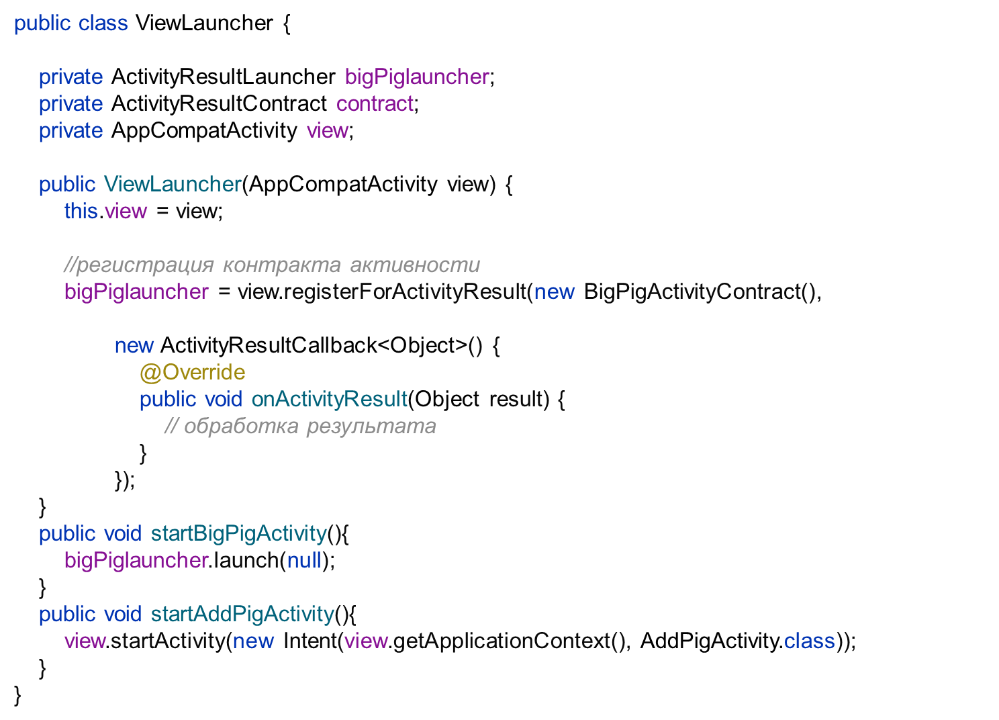 public class ViewLauncher {
private ActivityResultLauncher bigPiglauncher;
private ActivityResultContract contract;
private AppCompatActivity view;
public ViewLauncher(AppCompatActivity view) {
this.view = view;
//регистрация контракта активности
bigPiglauncher = view.registerForActivityResult(new BigPigActivityContract(),
new ActivityResultCallback<Object>() {
@Override
public void onActivityResult(Object result) {
// обработка результата
}
});
}
public void startBigPigActivity(){
bigPiglauncher.launch(null);
}
public void startAddPigActivity(){
view.startActivity(new Intent(view.getApplicationContext(), AddPigActivity.class));
}
}